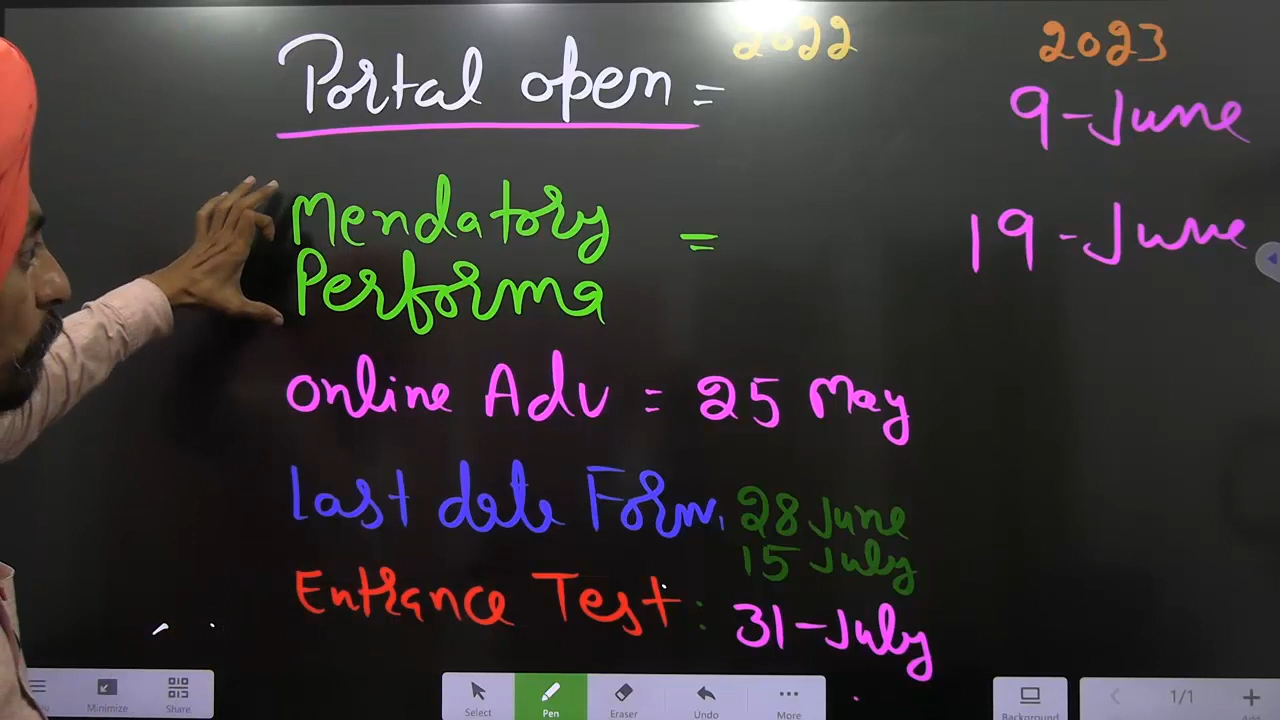 2022 2023
Portal open = 9-June
Mendatory = 19-June
Performa
Online Adv = 25 May
Last date Form, 28 June
15 July
Entrance Test : 31-July
Minimize Share Select Pen Eraser Undo More Background 1/1